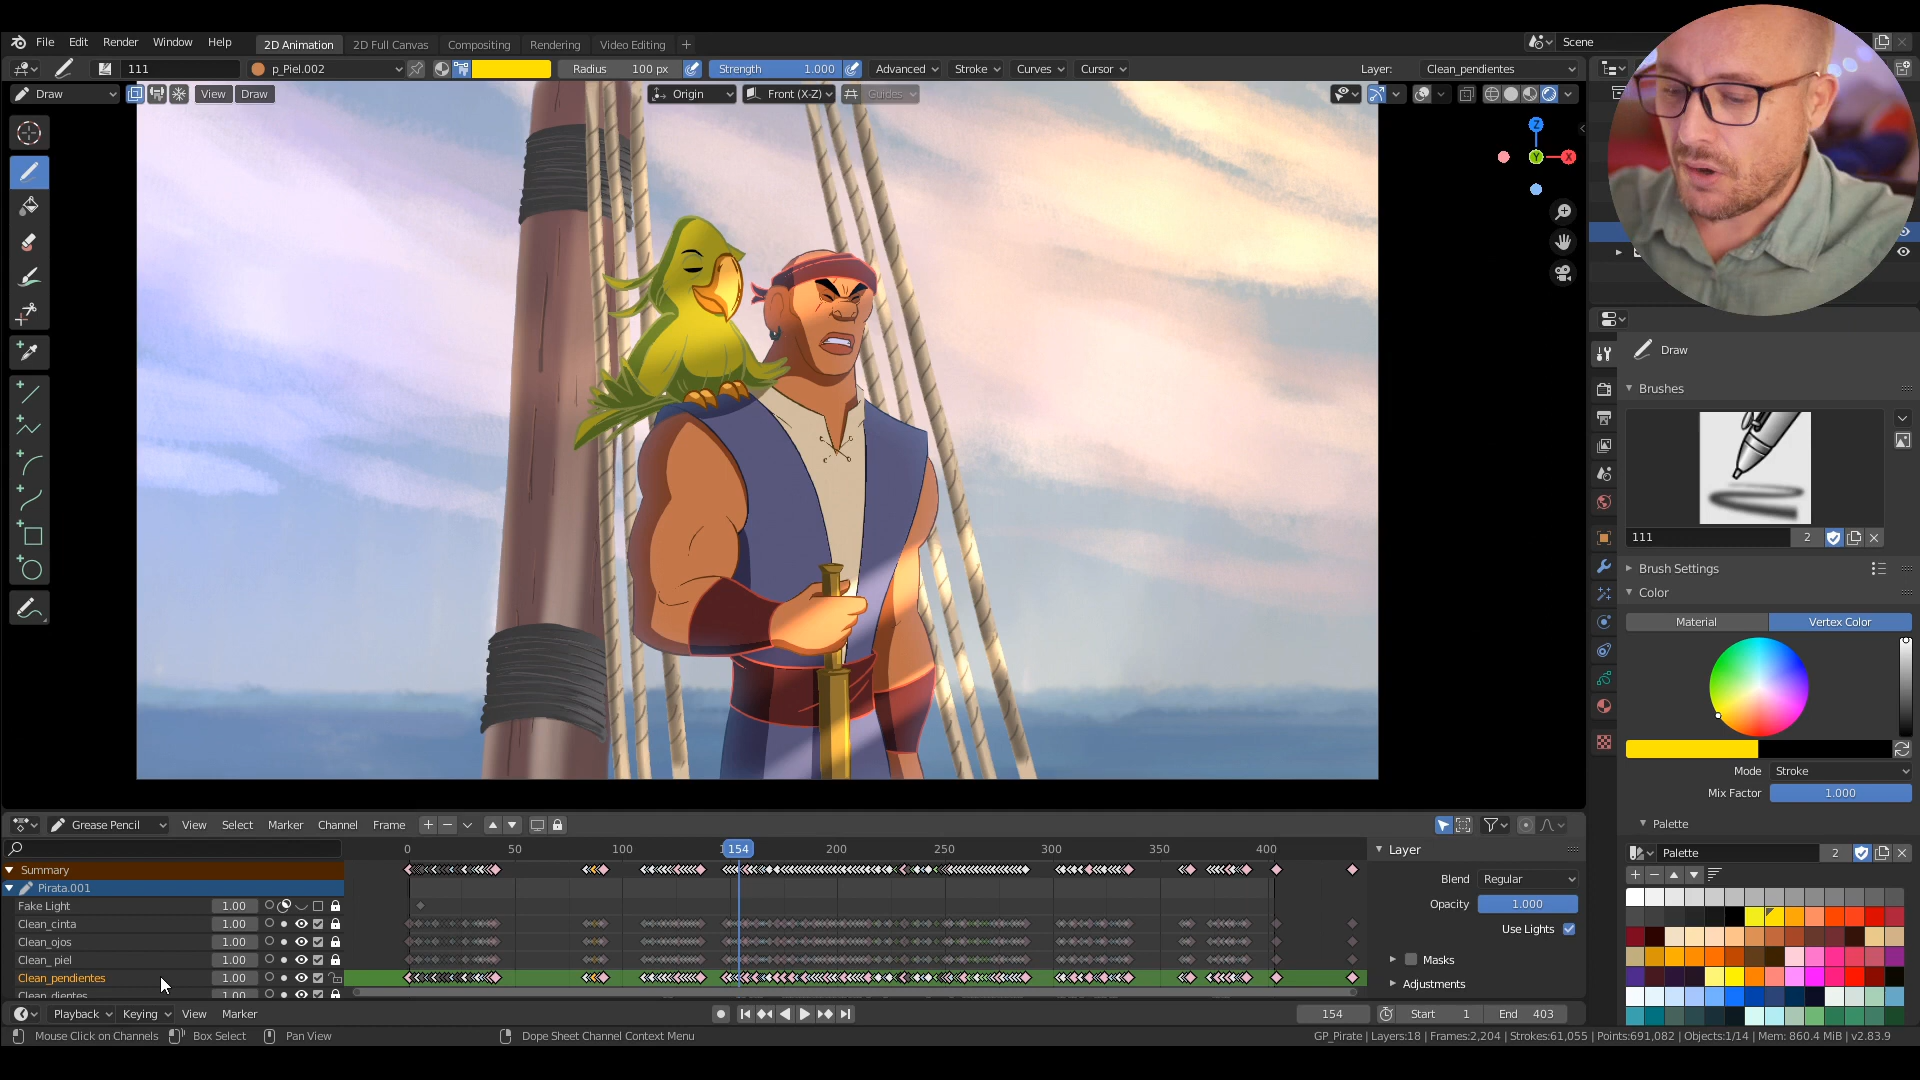 File Edit Render Window Help 2D Animation 2D Full Canvas Compositing Rendering Video Editing + Scene
111 p_Piel.002 Radius 100 px Strength 1.000 Advanced Stroke Curves Cursor Layer: Clean_pendientes
Draw View Draw Origin Front (X-Z) Guides
Z
Y X
Draw
Brushes
111 2
Brush Settings
Color
Material Vertex Color
Mode Stroke
Mix Factor 1.000
Palette
Palette 2
Grease Pencil View Select Marker Channel Frame
0 50 100 154 200 250 300 350 400
Summary
Pirata.001
Fake Light 1.00
Clean_cinta 1.00
Clean_ojos 1.00
Clean_ piel 1.00
Clean_pendientes 1.00
Clean_dientes 1.00
Layer
Blend Regular
Opacity 1.000
Use Lights
Masks
Adjustments
Playback Keying View Marker 154 Start 1 End 403
Mouse Click on Channels Box Select Pan View Dope Sheet Channel Context Menu GP_Pirate | Layers:18 | Frames:2,204 | Strokes:61,055 | Points:691,082 | Objects:1/14 | Mem: 860.4 MiB | v2.83.9